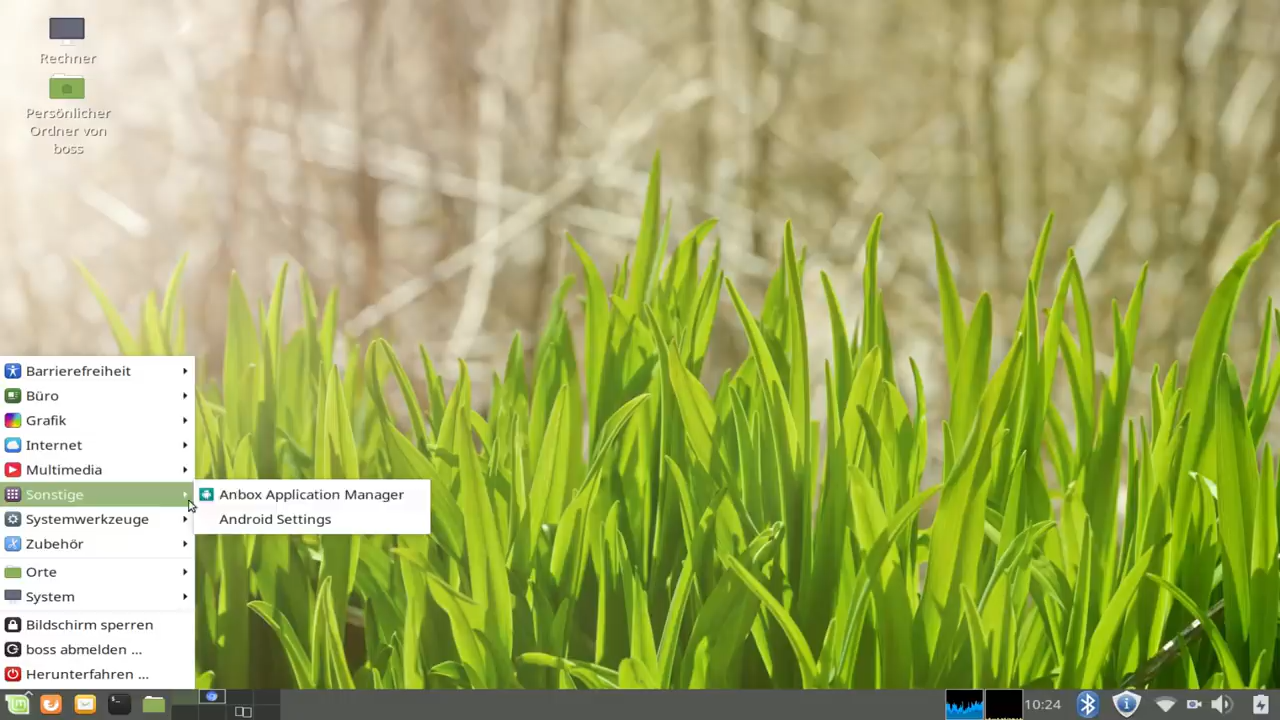 Rechner
Persönlicher
Ordner von
boss
Barrierefreiheit
Büro
Grafik
Internet
Multimedia
Sonstige
Anbox Application Manager
Systemwerkzeuge
Android Settings
Zubehör
Orte
System
Bildschirm sperren
boss abmelden ...
Herunterfahren ...
10:24